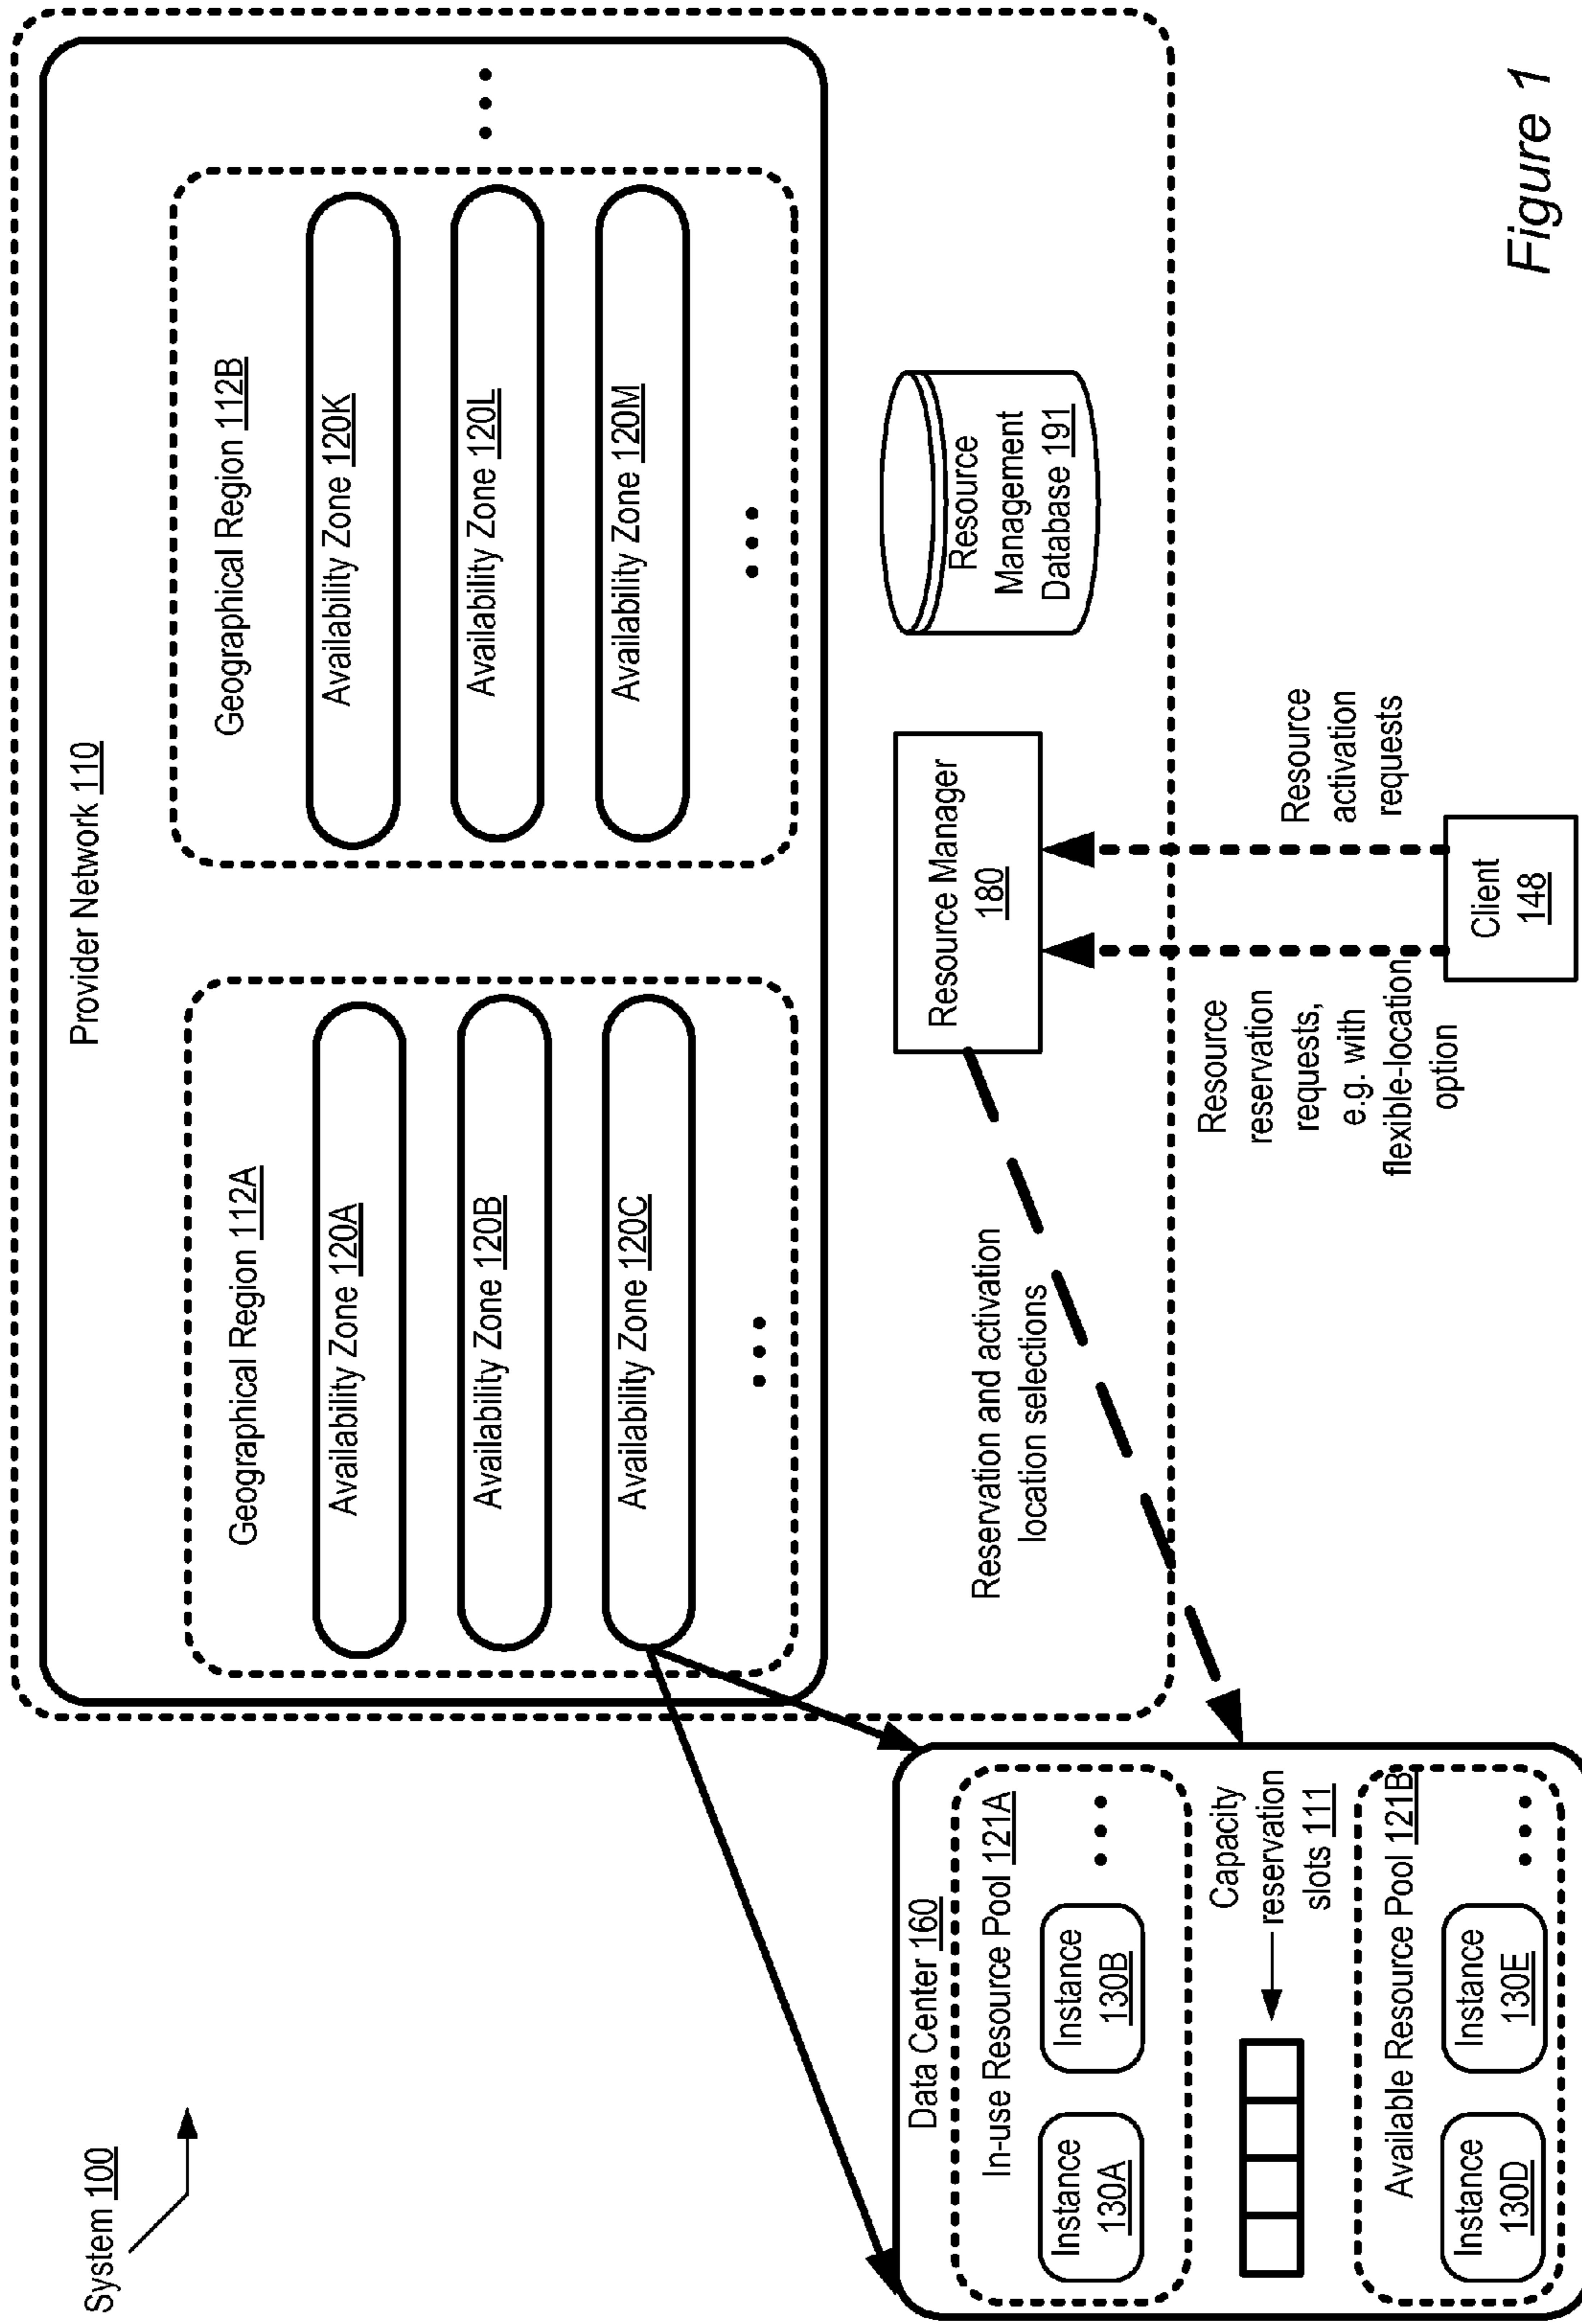 System 100
Provider Network 110
Geographical Region 112A
Availability Zone 120A
Availability Zone 120B
Availability Zone 120C
Geographical Region 112B
Availability Zone 120K
Availability Zone 120L
Availability Zone 120M
Data Center 160
In-use Resource Pool 121A
Instance
130A
Instance
130B
Capacity
reservation
slots 111
Available Resource Pool 121B
Instance
130D
Instance
130E
Reservation and activation
location selections
Resource Manager
180
Resource
Management
Database 191
Resource
reservation
requests,
e.g. with
flexible-location
option
Resource
activation
requests
Client
148
Figure 1